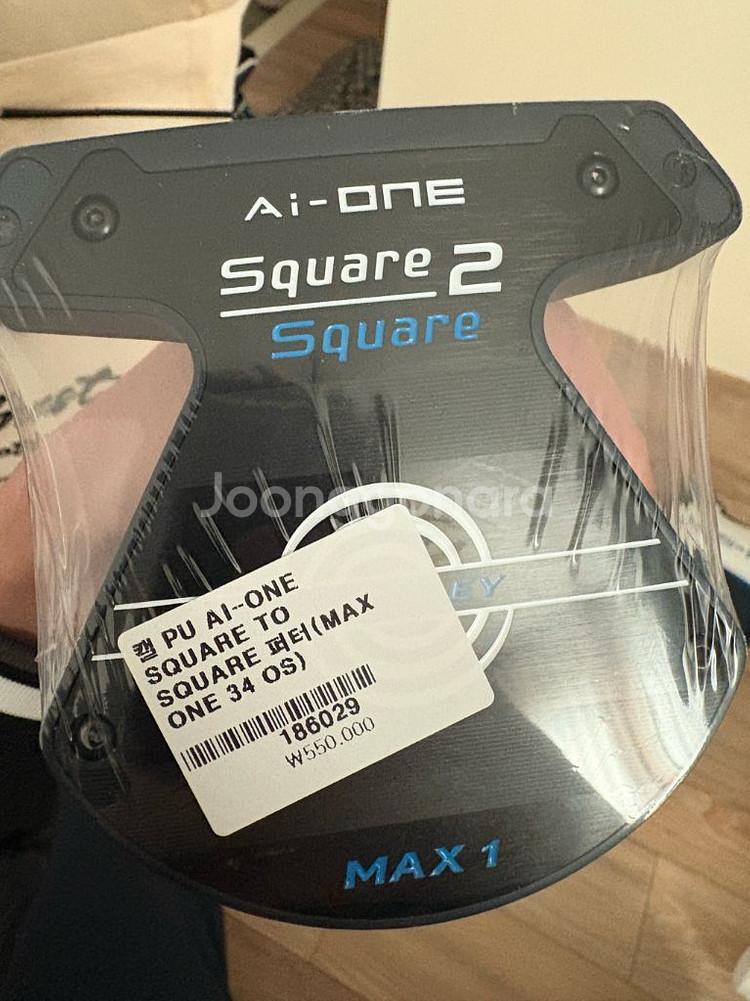 Ai-ONE
Square 2
Square
Joonggonara
EY
캘 PU AI--ONE
SQUARE TO
SQUARE 퍼터(MAX
ONE 34 OS)
186029
₩550.000
MAX 1